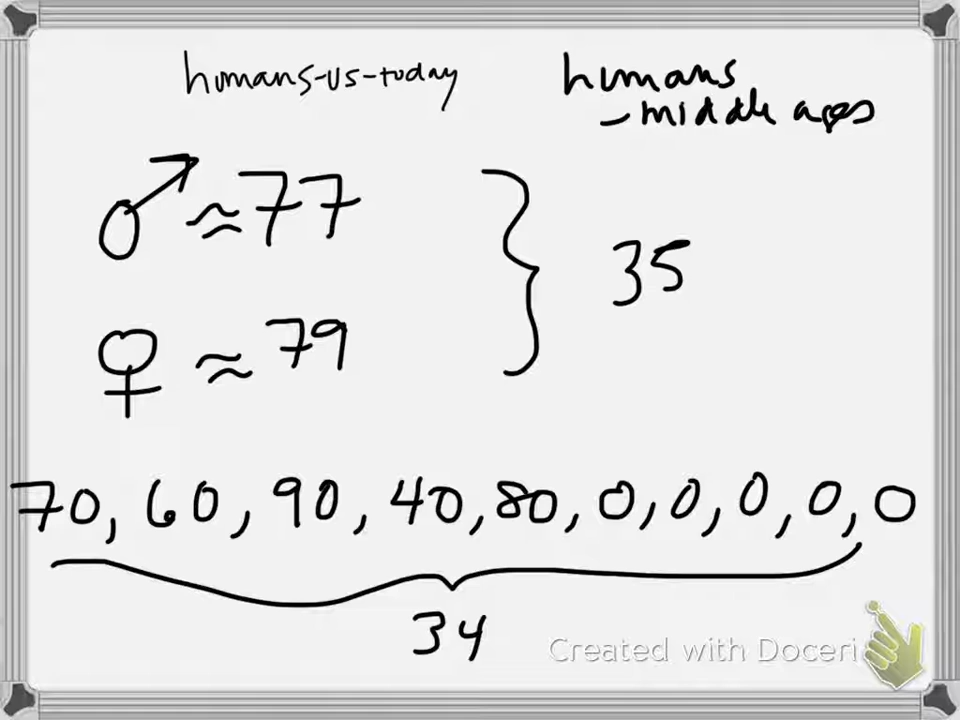 humans-us-today
humans
-middle ages
♂ ≈ 77
35
♀ ≈ 79
70, 60, 90, 40, 80, 0, 0, 0, 0, 0
34
Created with Doceri